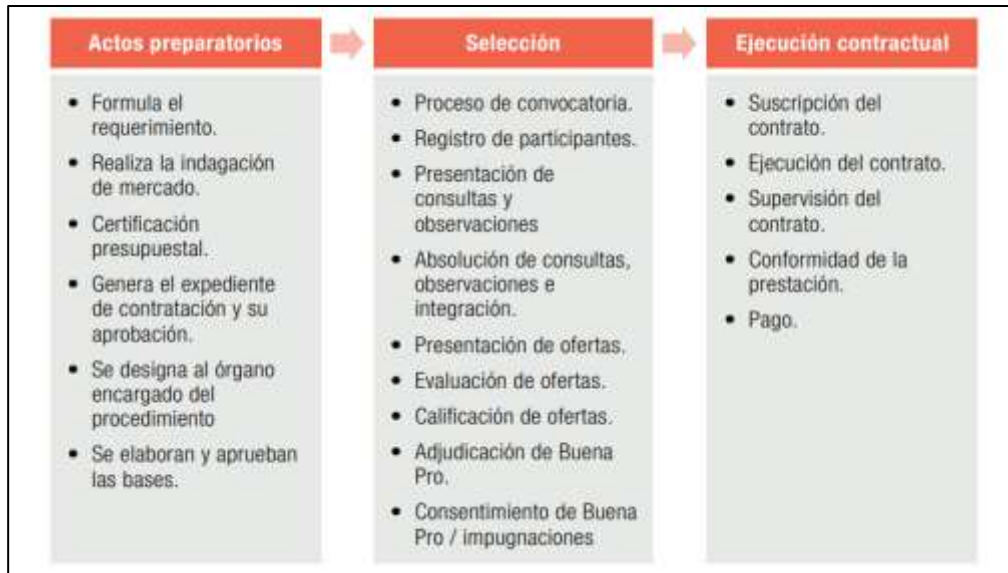 Actos preparatorios
• Formula el
requerimiento.
• Realiza la indagación
de mercado.
• Certificación
presupuestal.
• Genera el expediente
de contratación y su
aprobación.
• Se designa al órgano
encargado del
procedimiento
• Se elaboran y aprueban
las bases.
Selección
• Proceso de convocatoria.
• Registro de participantes.
• Presentación de
consultas y
observaciones
• Absolución de consultas,
observaciones e
integración.
• Presentación de ofertas.
• Evaluación de ofertas.
• Calificación de ofertas.
• Adjudicación de Buena
Pro.
• Consentimiento de Buena
Pro / impugnaciones
Ejecución contractual
• Suscripción del
contrato.
• Ejecución del contrato.
• Supervisión del
contrato.
• Conformidad de la
prestación.
• Pago.